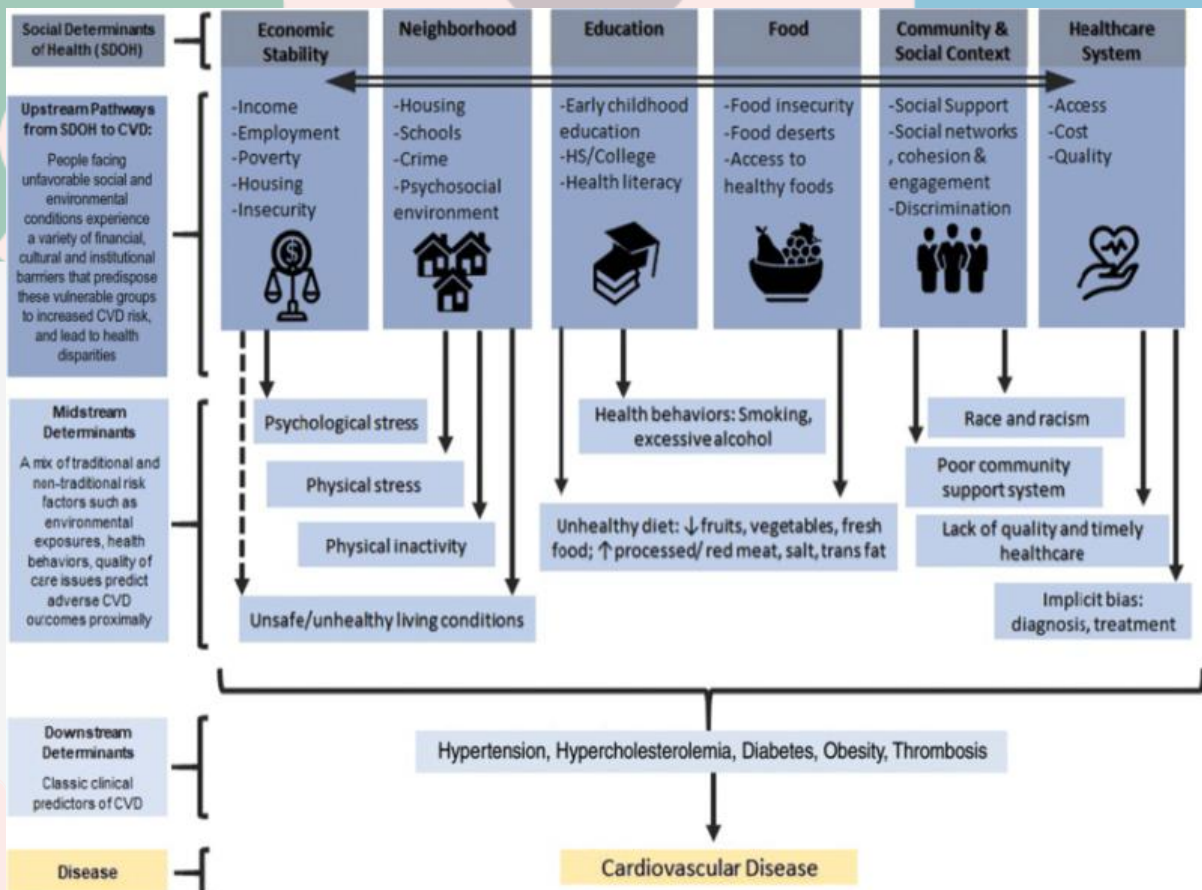 Social Determinants
of Health (SDOH)
Economic
Stability
Neighborhood
Education
Food
Community &
Social Context
Healthcare
System
Upstream Pathways
from SDOH to CVD:
People facing
unfavorable social and
environmental
conditions experience
a variety of financial,
cultural and institutional
barriers that predispose
these vulnerable groups
to increased CVD risk,
and lead to health
disparities
-Income
-Employment
-Poverty
-Housing
-Insecurity
$
-Housing
-Schools
-Crime
-Psychosocial
environment
-Early childhood
education
-HS/College
-Health literacy
-Food insecurity
-Food deserts
-Access to
healthy foods
-Social Support
-Social networks
, cohesion &
engagement
-Discrimination
-Access
-Cost
-Quality
Midstream
Determinants
A mix of traditional and
non-traditional risk
factors such as
environmental
exposures, health
behaviors, quality of
care issues predict
adverse CVD
outcomes proximally
Psychological stress
Physical stress
Physical inactivity
Unsafe/unhealthy living conditions
Health behaviors: Smoking,
excessive alcohol
Unhealthy diet: ↓fruits, vegetables, fresh
food; ↑processed/ red meat, salt, trans fat
Race and racism
Poor community
support system
Lack of quality and timely
healthcare
Implicit bias:
diagnosis, treatment
Downstream
Determinants
Classic clinical
predictors of CVD
Hypertension, Hypercholesterolemia, Diabetes, Obesity, Thrombosis
Disease
Cardiovascular Disease